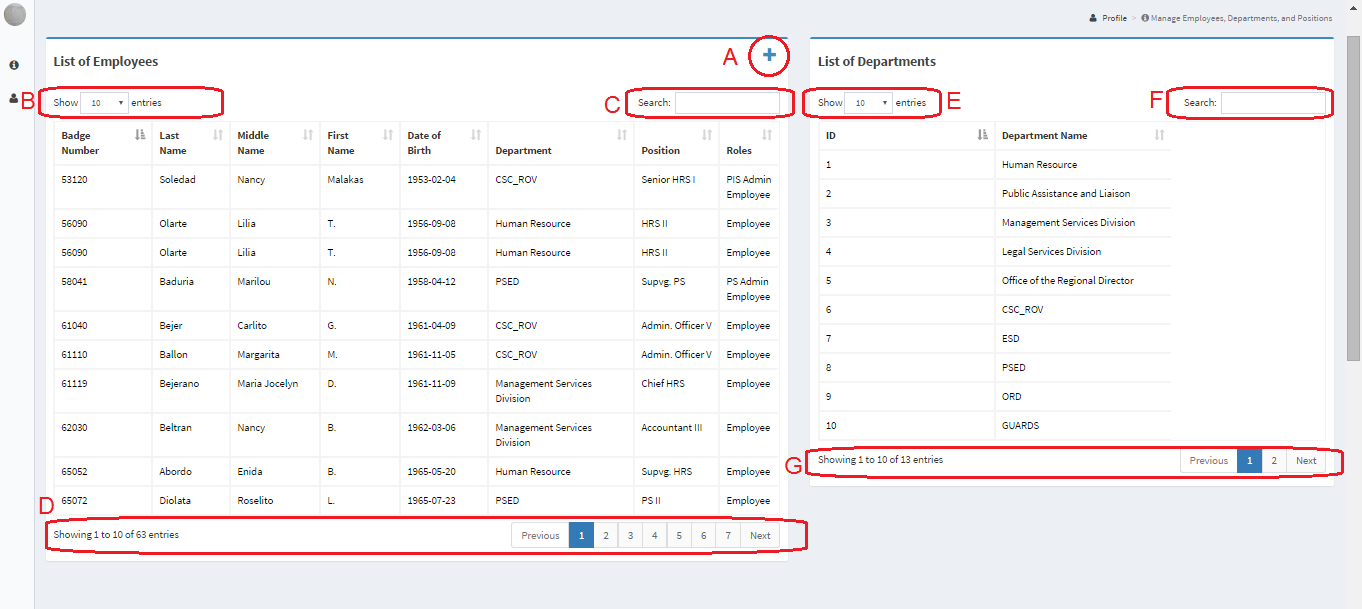 Profile > Manage Employees, Departments, and Positions
List of Employees
A
B
Show 10 entries
C
Search:
Badge Number Last Name Middle Name First Name Date of Birth Department Position Roles
53120 Soledad Nancy Malakas 1953-02-04 CSC_ROV Senior HRS I PIS Admin
Employee
56090 Olarte Lilia T. 1956-09-08 Human Resource HRS II Employee
56090 Olarte Lilia T. 1956-09-08 Human Resource HRS II Employee
58041 Baduria Marilou N. 1958-04-12 PSED Supvg. PS PS Admin
Employee
61040 Bejer Carlito G. 1961-04-09 CSC_ROV Admin. Officer V Employee
61110 Ballon Margarita M. 1961-11-05 CSC_ROV Admin. Officer V Employee
61119 Bejerano Maria Jocelyn D. 1961-11-09 Management Services Division Chief HRS Employee
62030 Beltran Nancy B. 1962-03-06 Management Services Division Accountant III Employee
65052 Abordo Enida B. 1965-05-20 Human Resource Supvg. HRS Employee
65072 Diolata Roselito L. 1965-07-23 PSED PS II Employee
D
Showing 1 to 10 of 63 entries Previous 1 2 3 4 5 6 7 Next
List of Departments
Show 10 entries
E
F
Search:
ID Department Name
1 Human Resource
2 Public Assistance and Liaison
3 Management Services Division
4 Legal Services Division
5 Office of the Regional Director
6 CSC_ROV
7 ESD
8 PSED
9 ORD
10 GUARDS
G
Showing 1 to 10 of 13 entries Previous 1 2 Next